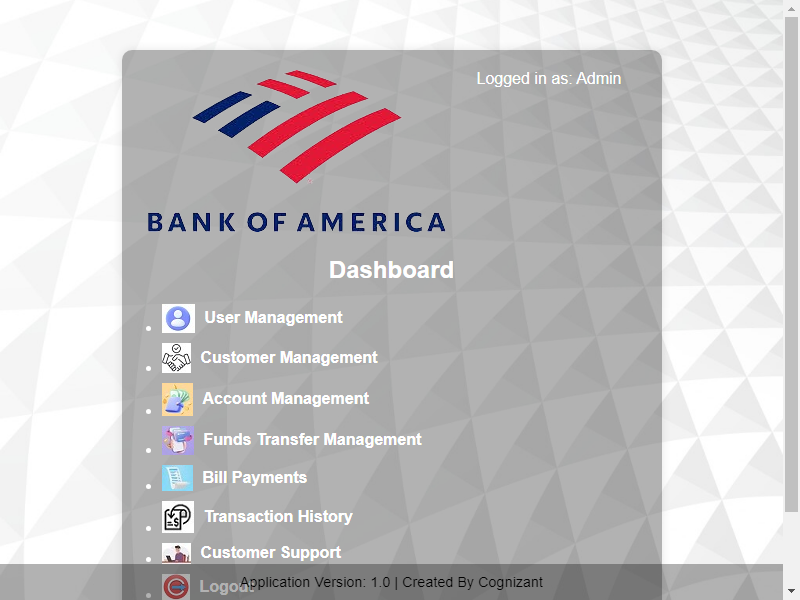 Logged in as: Admin
BANK OF AMERICA
Dashboard
User Management
Customer Management
Account Management
Funds Transfer Management
Bill Payments
Transaction History
Customer Support
Logout
Application Version: 1.0 | Created By Cognizant